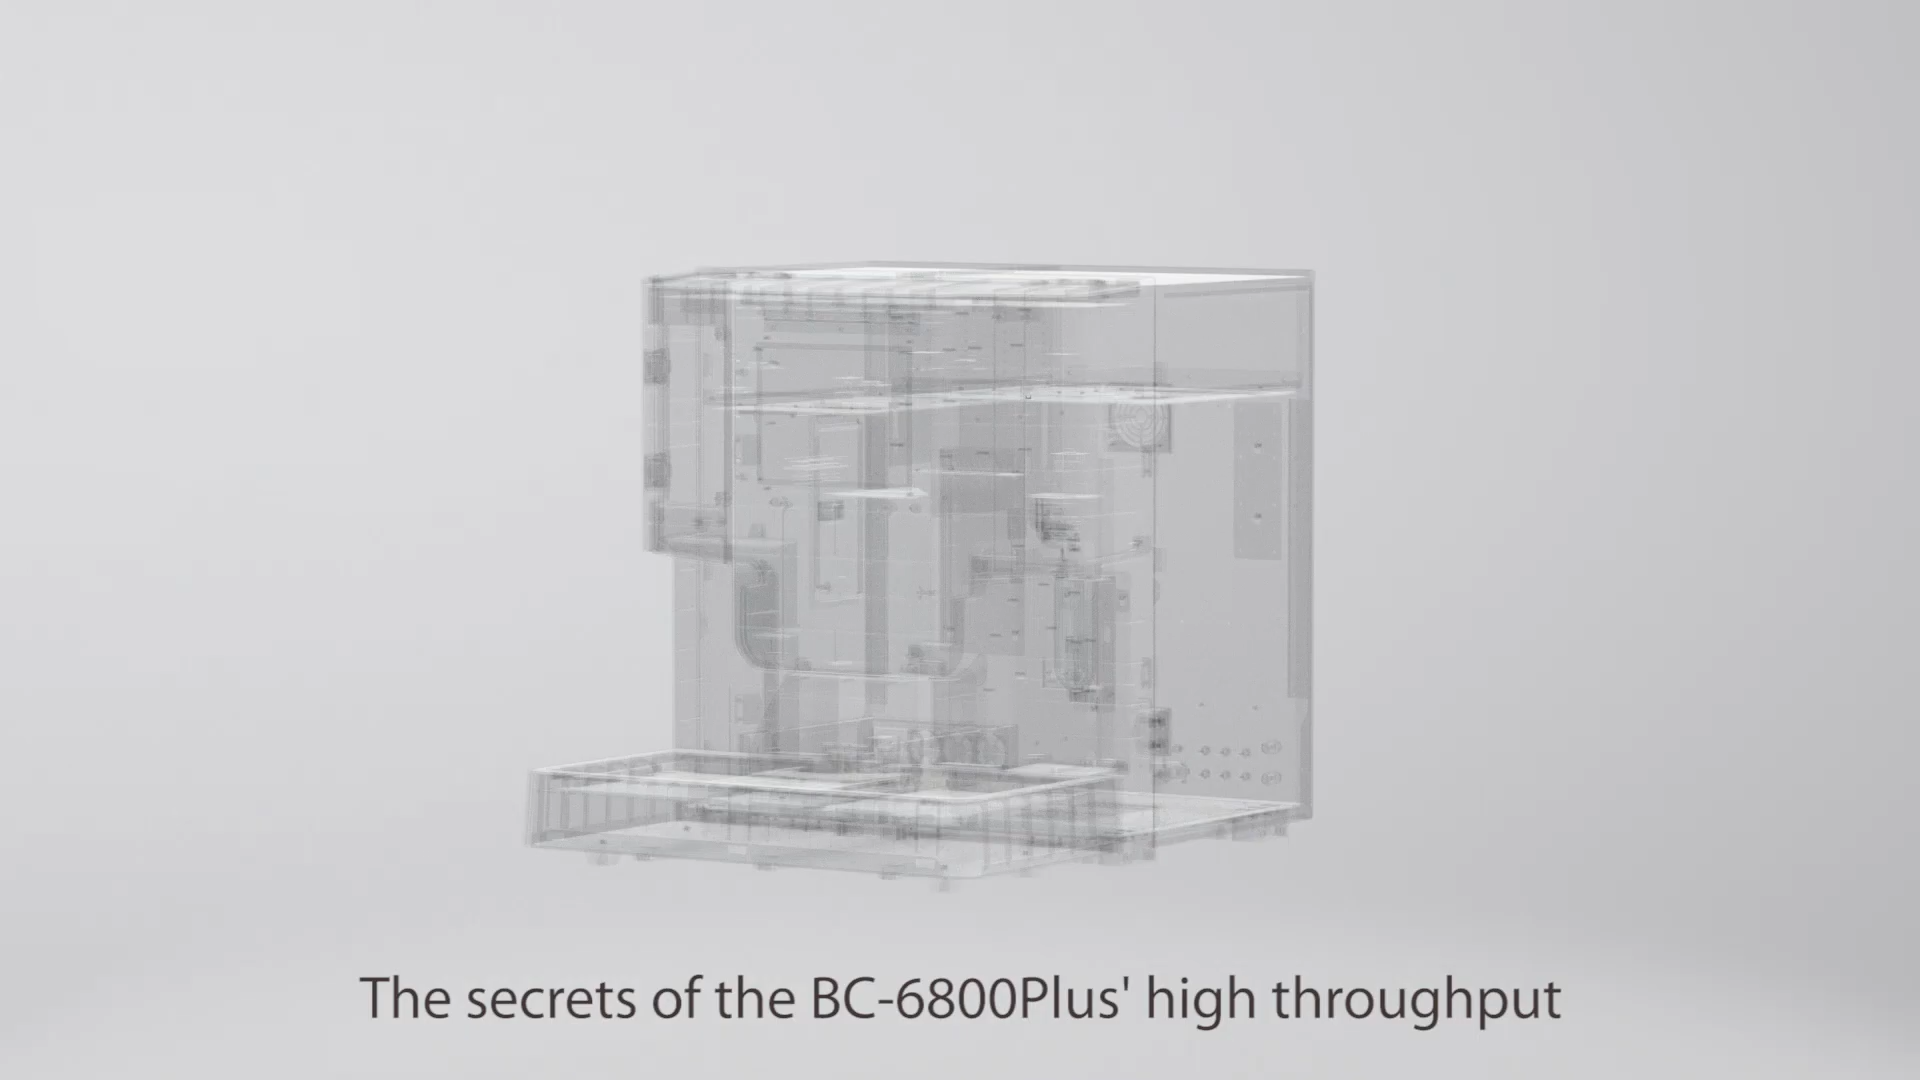 The secrets of the BC-6800Plus' high throughput